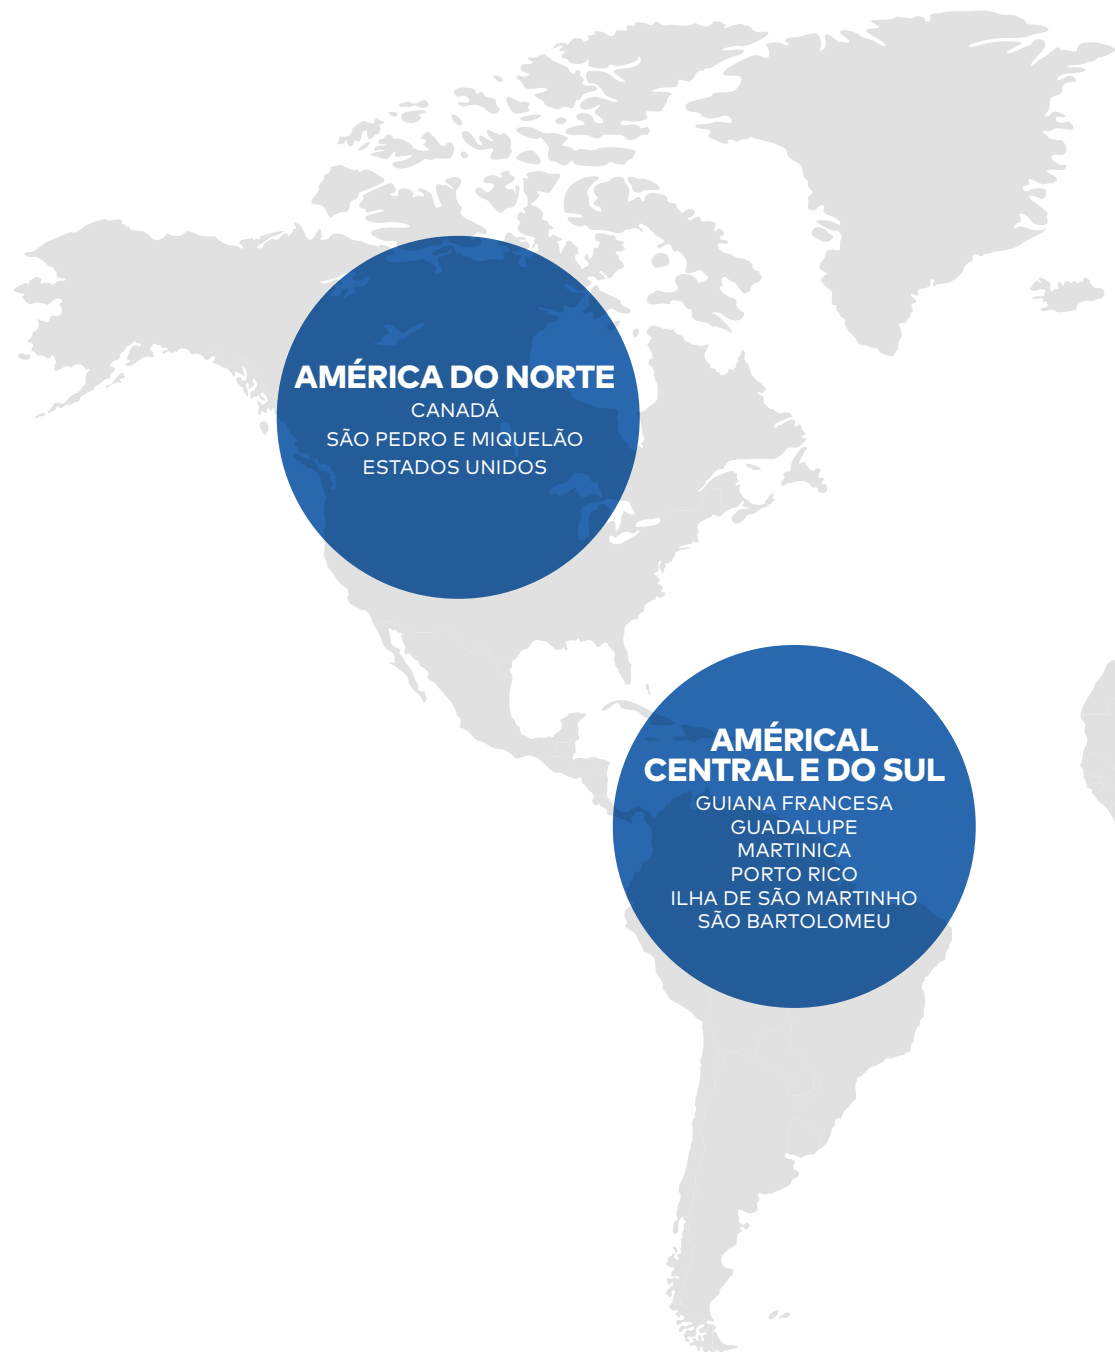 AMÉRICA DO NORTE
CANADÁ
SÃO PEDRO E MIQUELÃO
ESTADOS UNIDOS
AMÉRICAL
CENTRAL E DO SUL
GUIANA FRANCESA
GUADALUPE
MARTINICA
PORTO RICO
ILHA DE SÃO MARTINHO
SÃO BARTOLOMEU